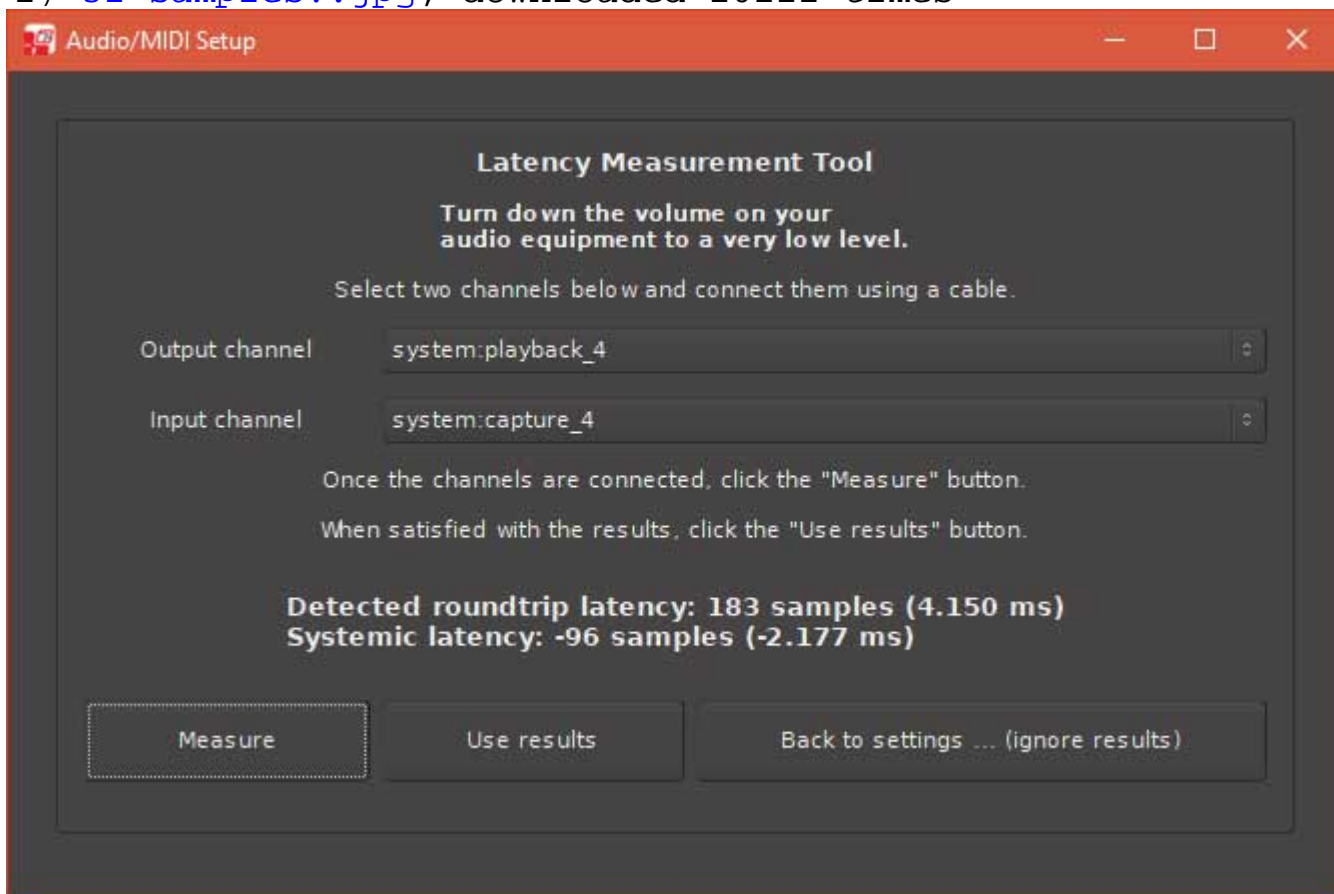 Audio/MIDI Setup
Latency Measurement Tool
Turn down the volume on your
audio equipment to a very low level.
Select two channels below and connect them using a cable.
Output channel system:playback_4
Input channel system:capture_4
Once the channels are connected, click the "Measure" button.
When satisfied with the results, click the "Use results" button.
Detected roundtrip latency: 183 samples (4.150 ms)
Systemic latency: -96 samples (-2.177 ms)
Measure Use results Back to settings ... (ignore results)